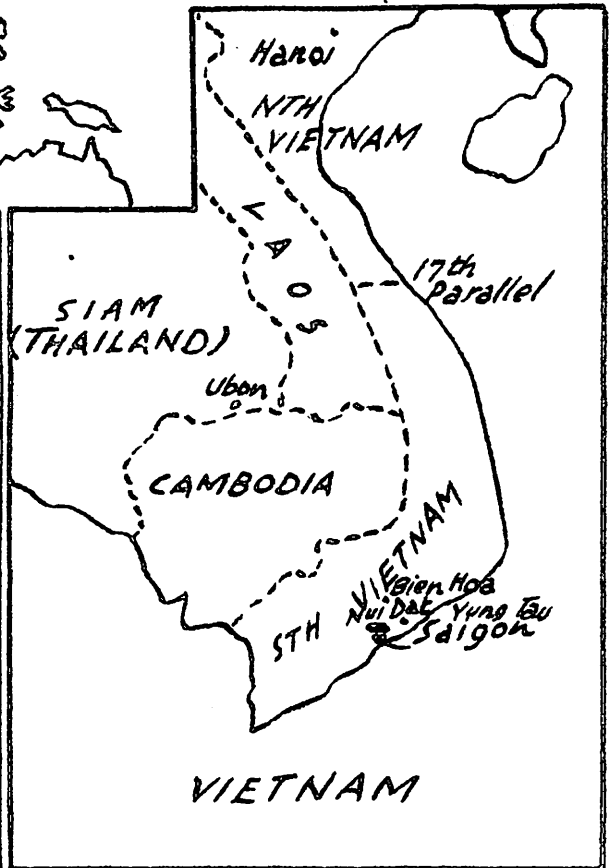 Hanoi
NTH
VIETNAM
LAOS
17th
Parallel
SIAM
(THAILAND)
Ubon
CAMBODIA
STH VIETNAM
Bien Hoa
Nui Dat Yung Tau
Saigon
VIETNAM